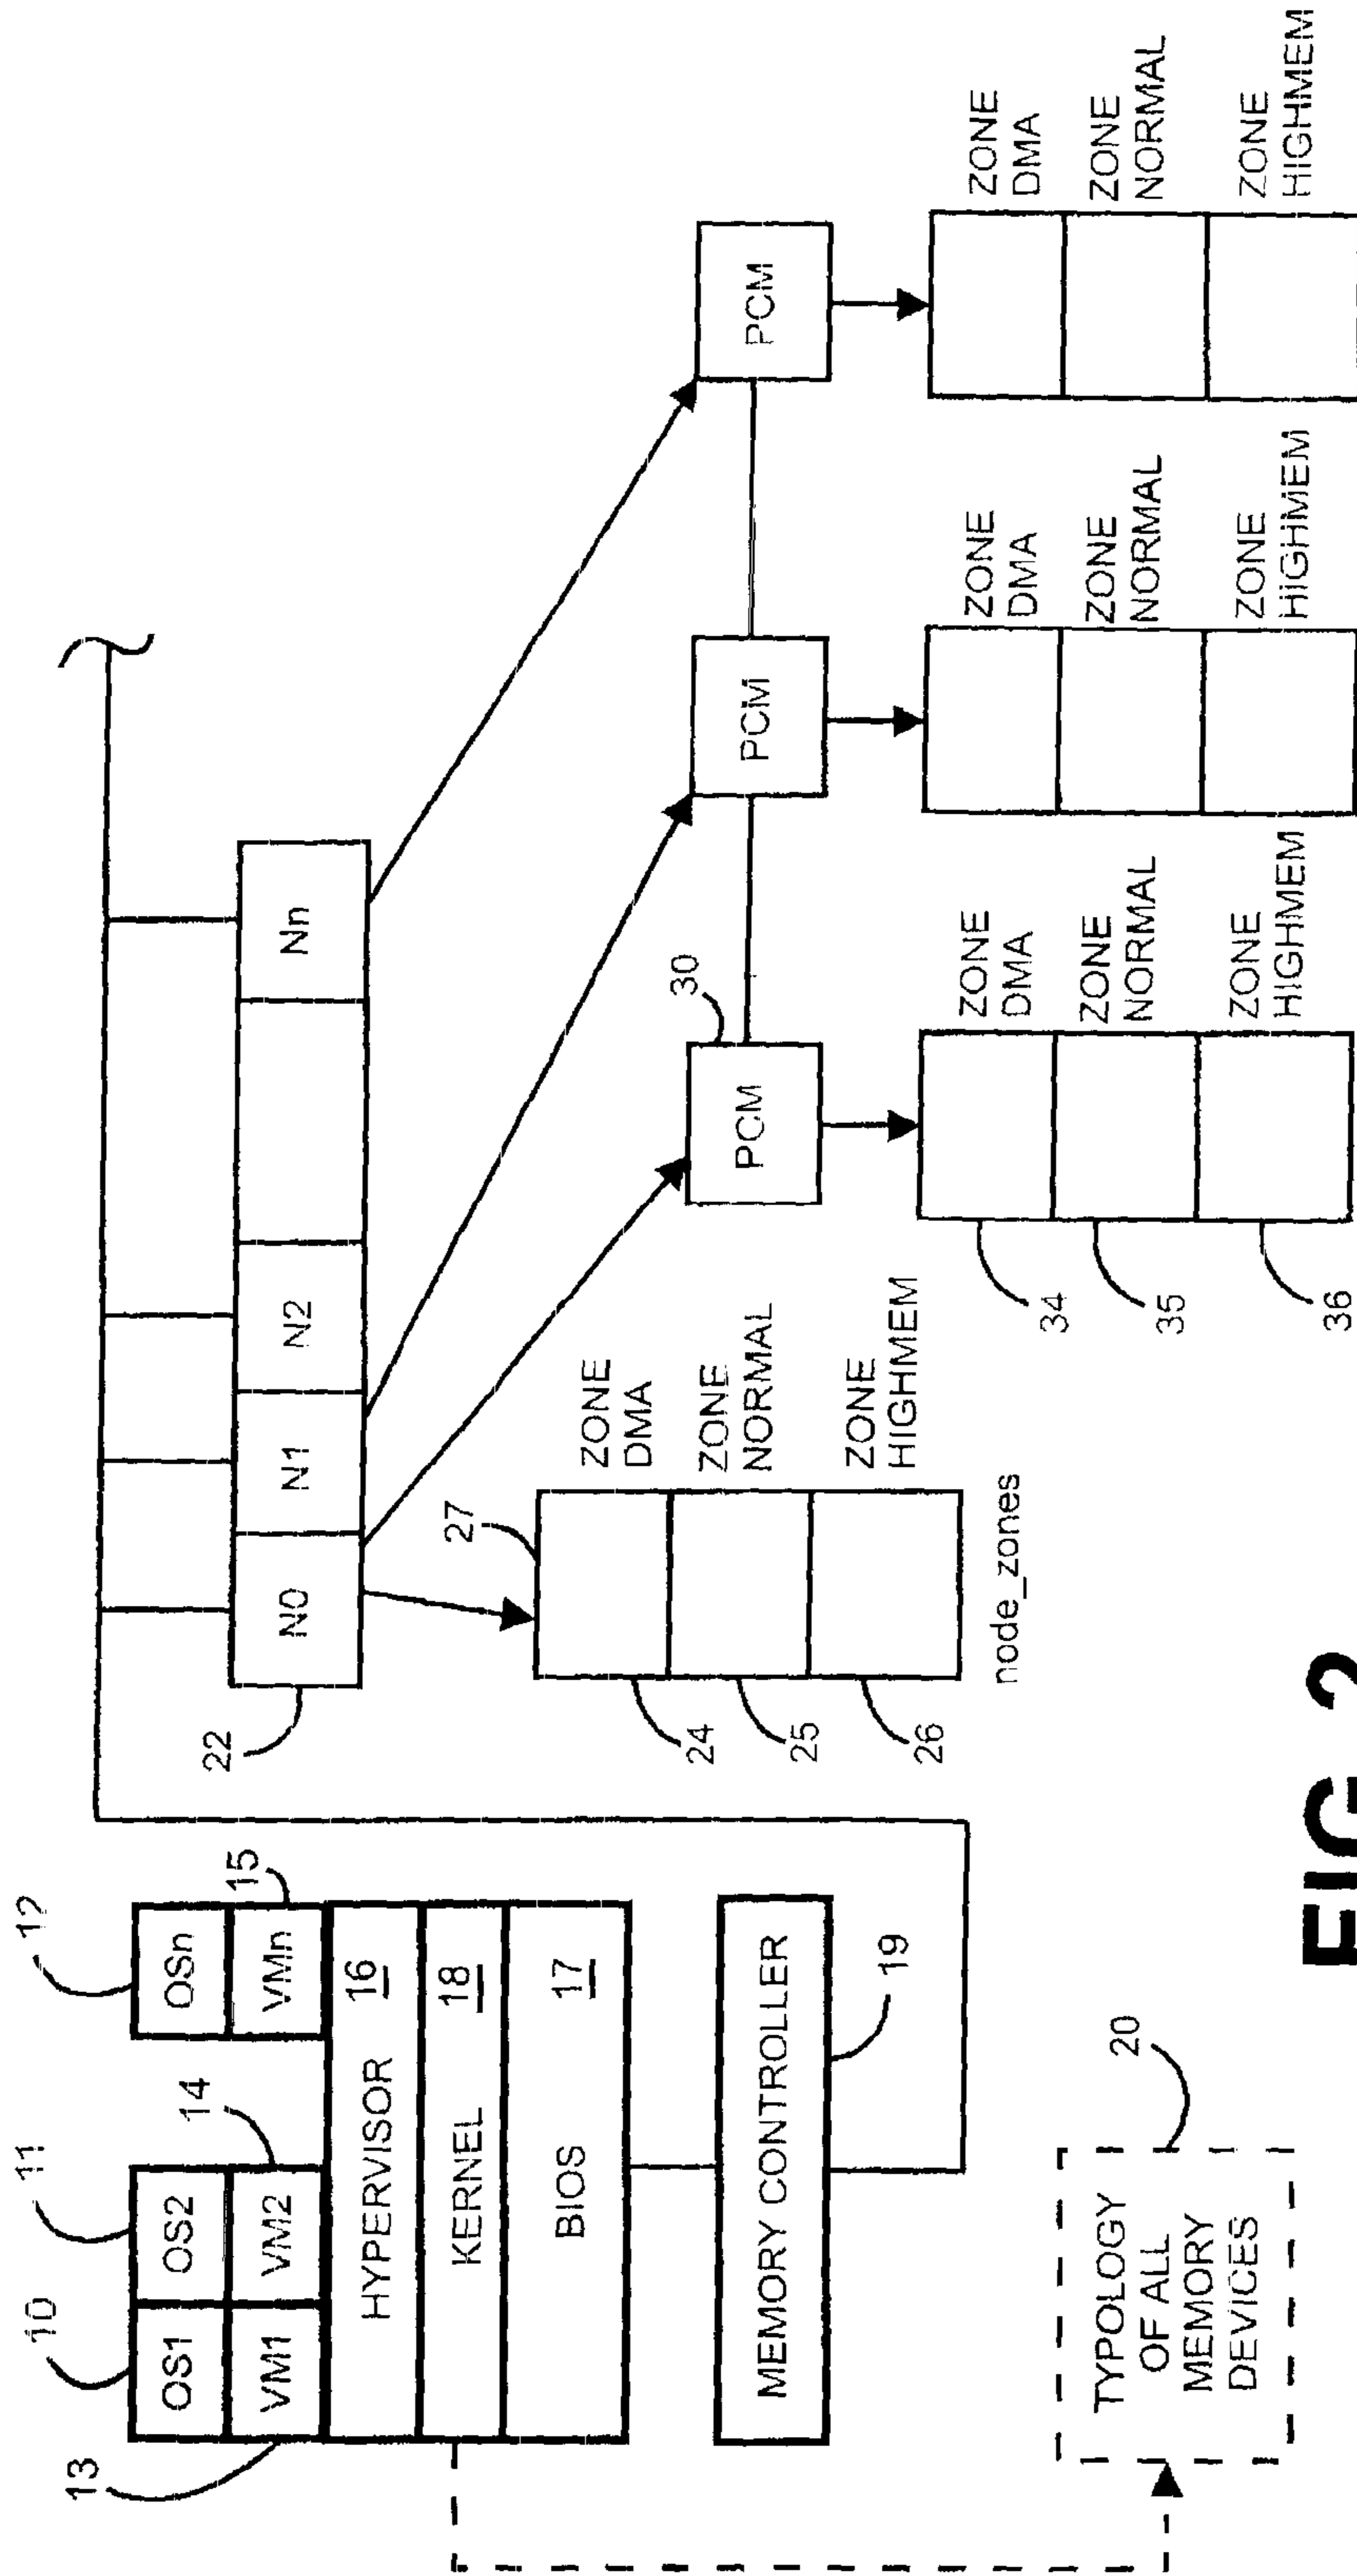 10
11
12
OS1
OS2
OSn
VM1
VM2
VMn
13
14
15
HYPERVISOR 16
KERNEL 18
BIOS 17
MEMORY CONTROLLER
19
TYPOLOGY
OF ALL
MEMORY
DEVICES
20
22
N0
N1
N2
Nn
27
24
25
26
ZONE
DMA
ZONE
NORMAL
ZONE
HIGHMEM
node_zones
30
PCM
PCM
PCM
34
35
36
ZONE
DMA
ZONE
NORMAL
ZONE
HIGHMEM
ZONE
DMA
ZONE
NORMAL
ZONE
HIGHMEM
ZONE
DMA
ZONE
NORMAL
ZONE
HIGHMEM
FIG 2